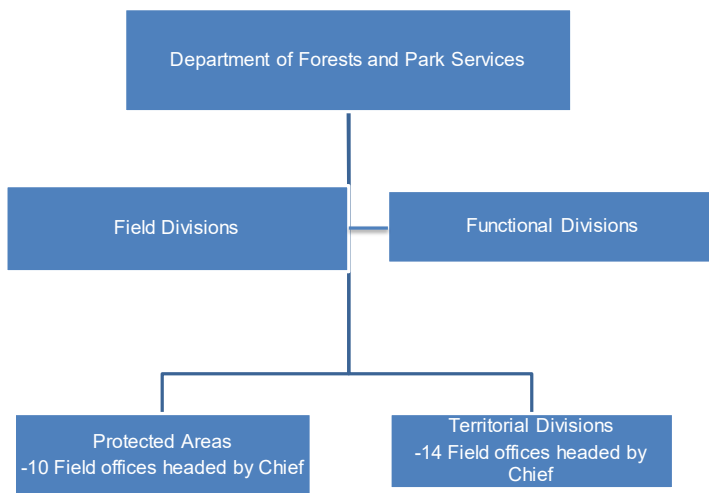 Department of Forests and Park Services
Field Divisions
Functional Divisions
Protected Areas
-10 Field offices headed by Chief
Territorial Divisions
-14 Field offices headed by
Chief